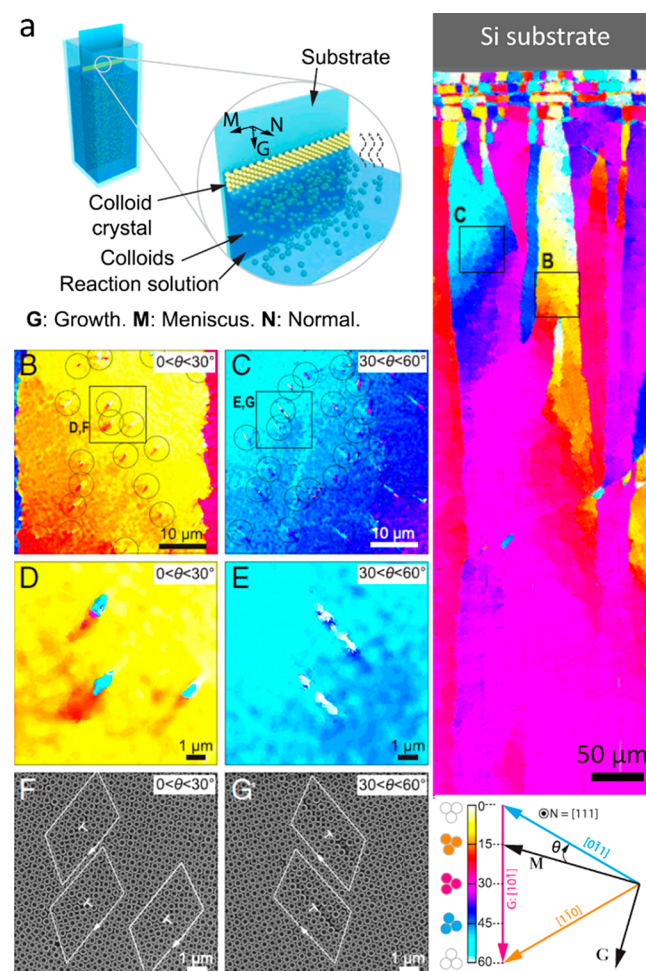 a
Substrate
M
N
G
Colloid
crystal
Colloids
Reaction solution
G: Growth. M: Meniscus. N: Normal.
Si substrate
C
B
50 µm
B
0<θ<30°
D,F
10 µm
C
30<θ<60°
E,G
10 µm
D
0<θ<30°
1 µm
E
30<θ<60°
1 µm
F
0<θ<30°
1 µm
G
30<θ<60°
1 µm
0
15
30
45
60
G: [101̄]
⊙N = [111]
[01̄1]
θ
M
[11̄0]
G